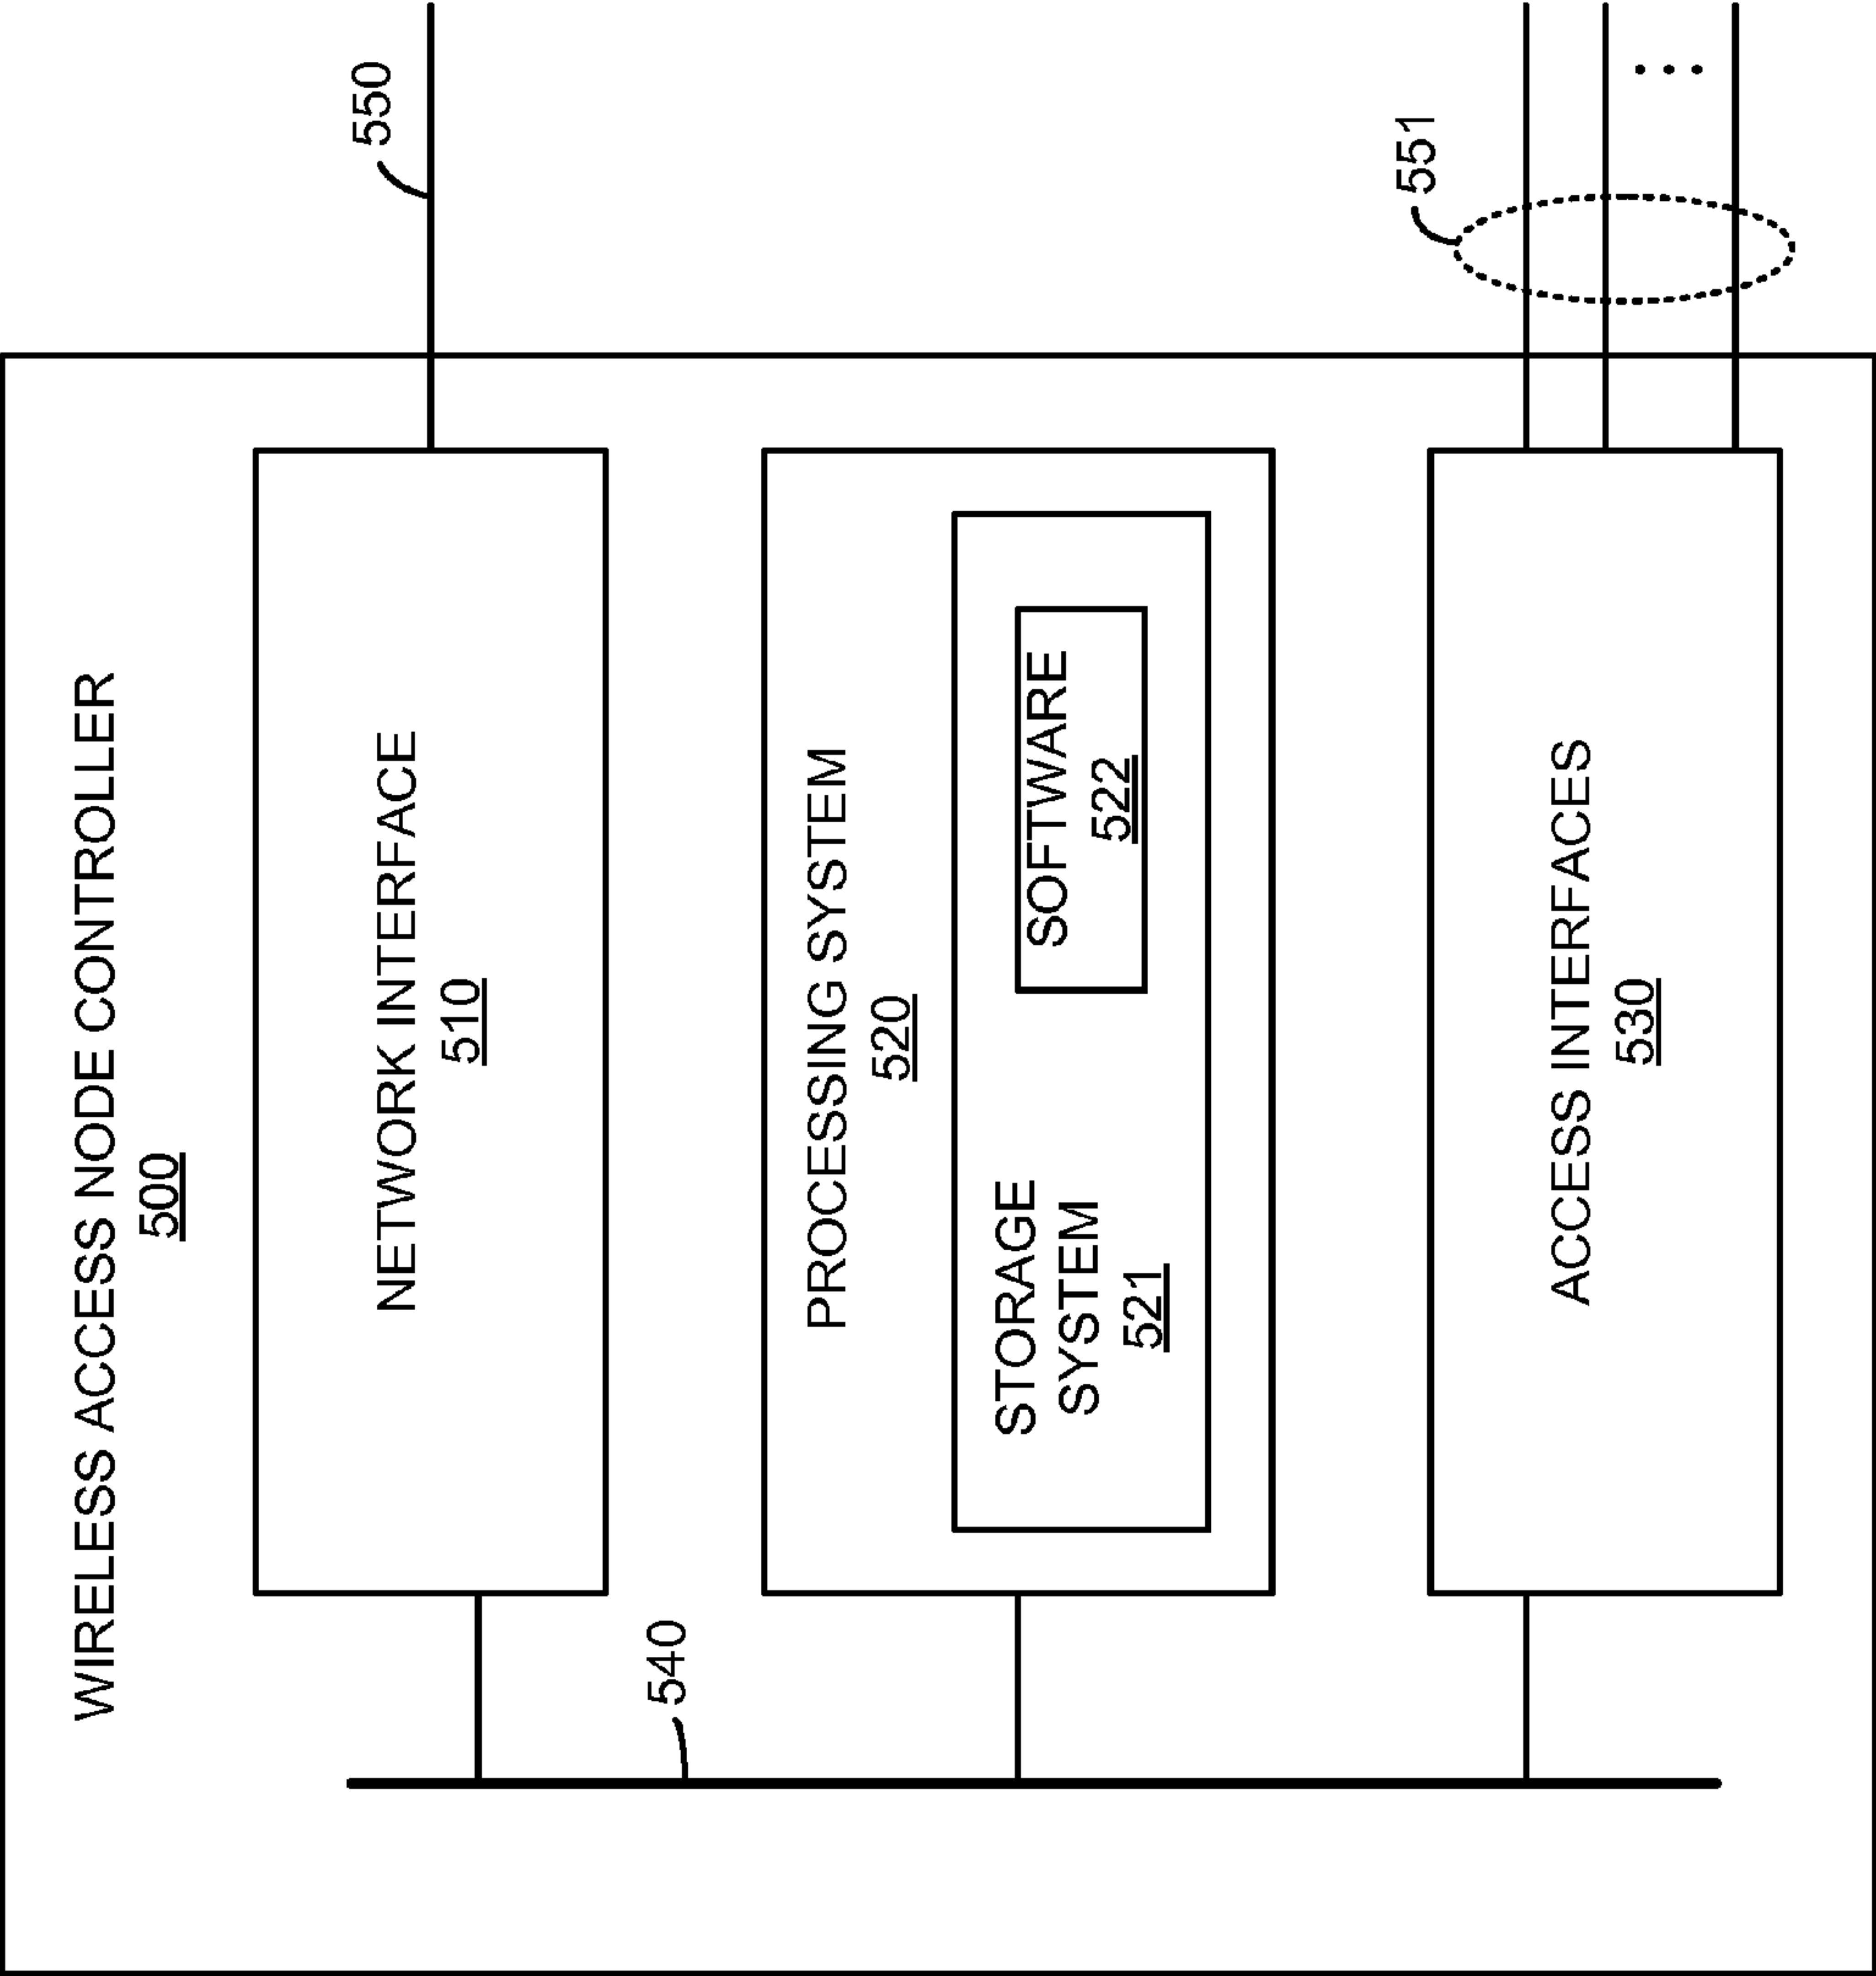 WIRELESS ACCESS NODE CONTROLLER
500
NETWORK INTERFACE
510
550
540
PROCESSING SYSTEM
520
STORAGE
SYSTEM
521
SOFTWARE
522
551
ACCESS INTERFACES
530